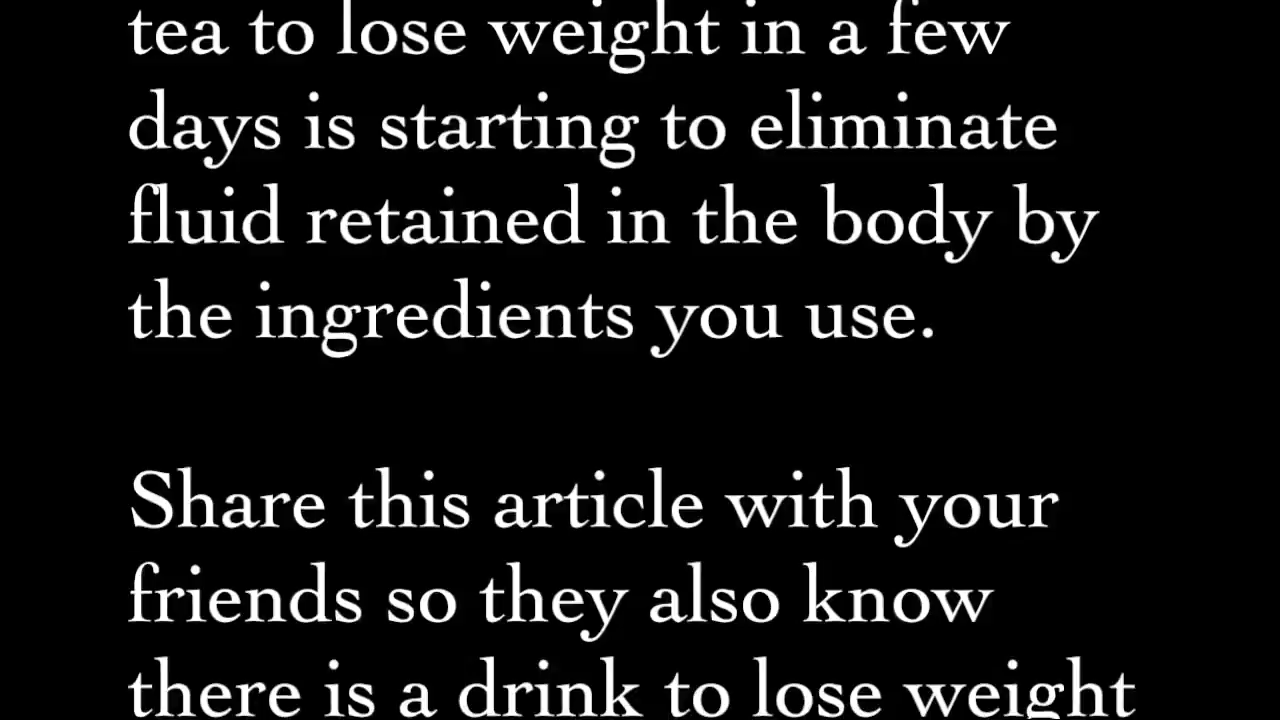 tea to lose weight in a few
days is starting to eliminate
fluid retained in the body by
the ingredients you use.
Share this article with your
friends so they also know
there is a drink to lose weight